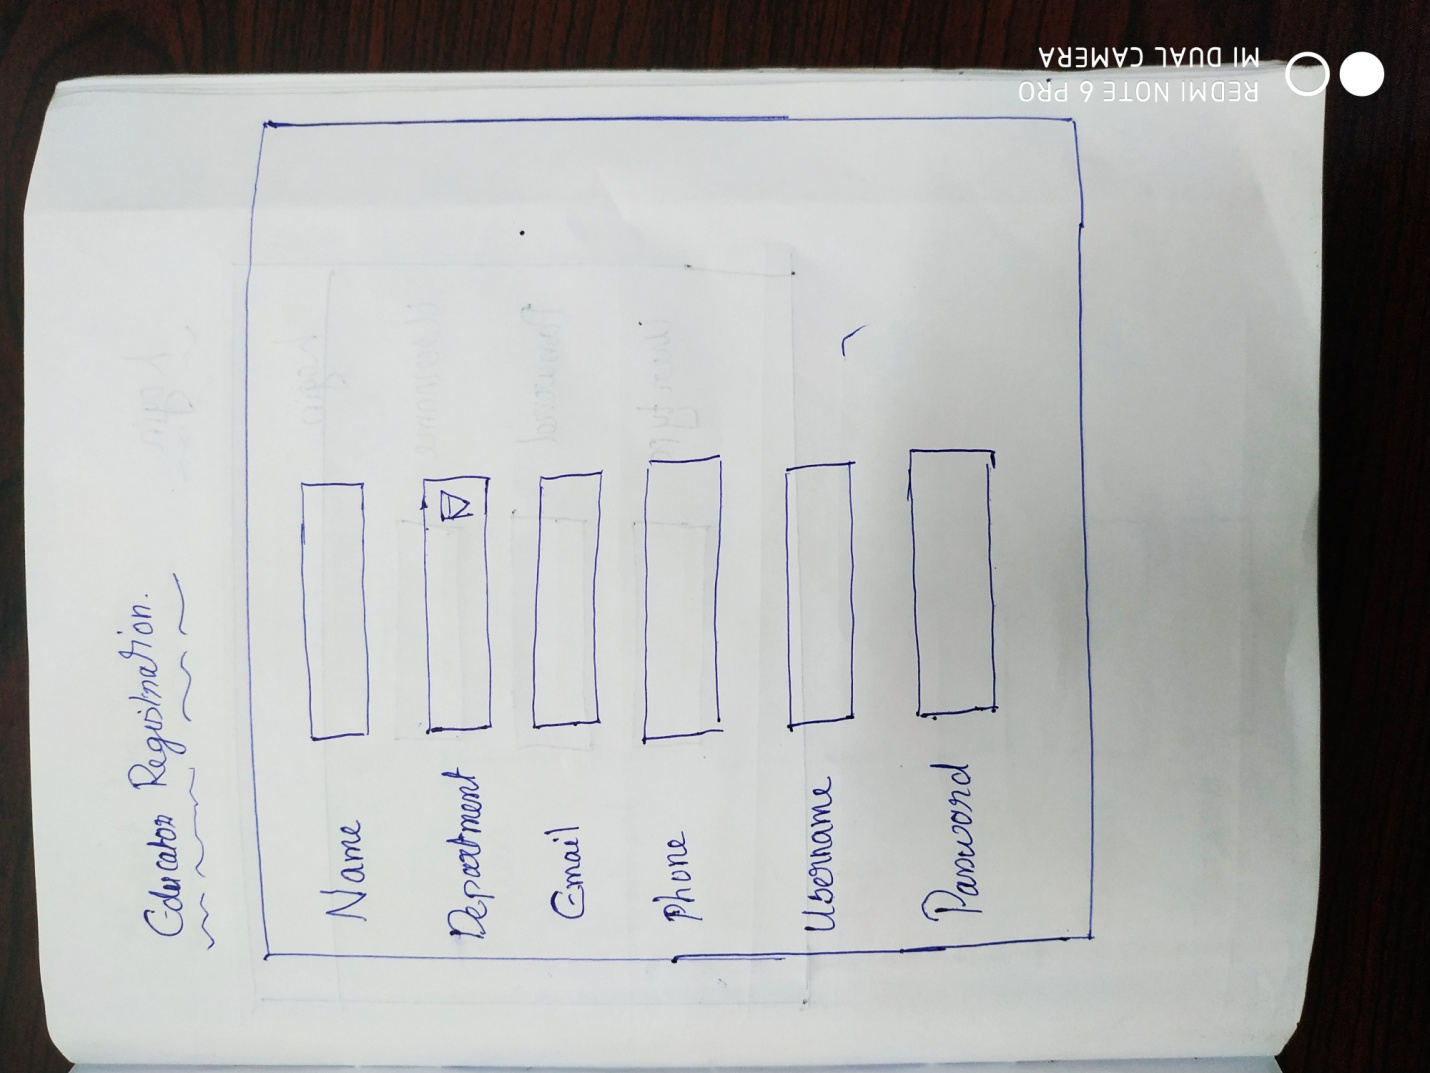 Educator Registration.
Name
Department
Email
Phone
Username
Password
REDMI NOTE 6 PRO
MI DUAL CAMERA